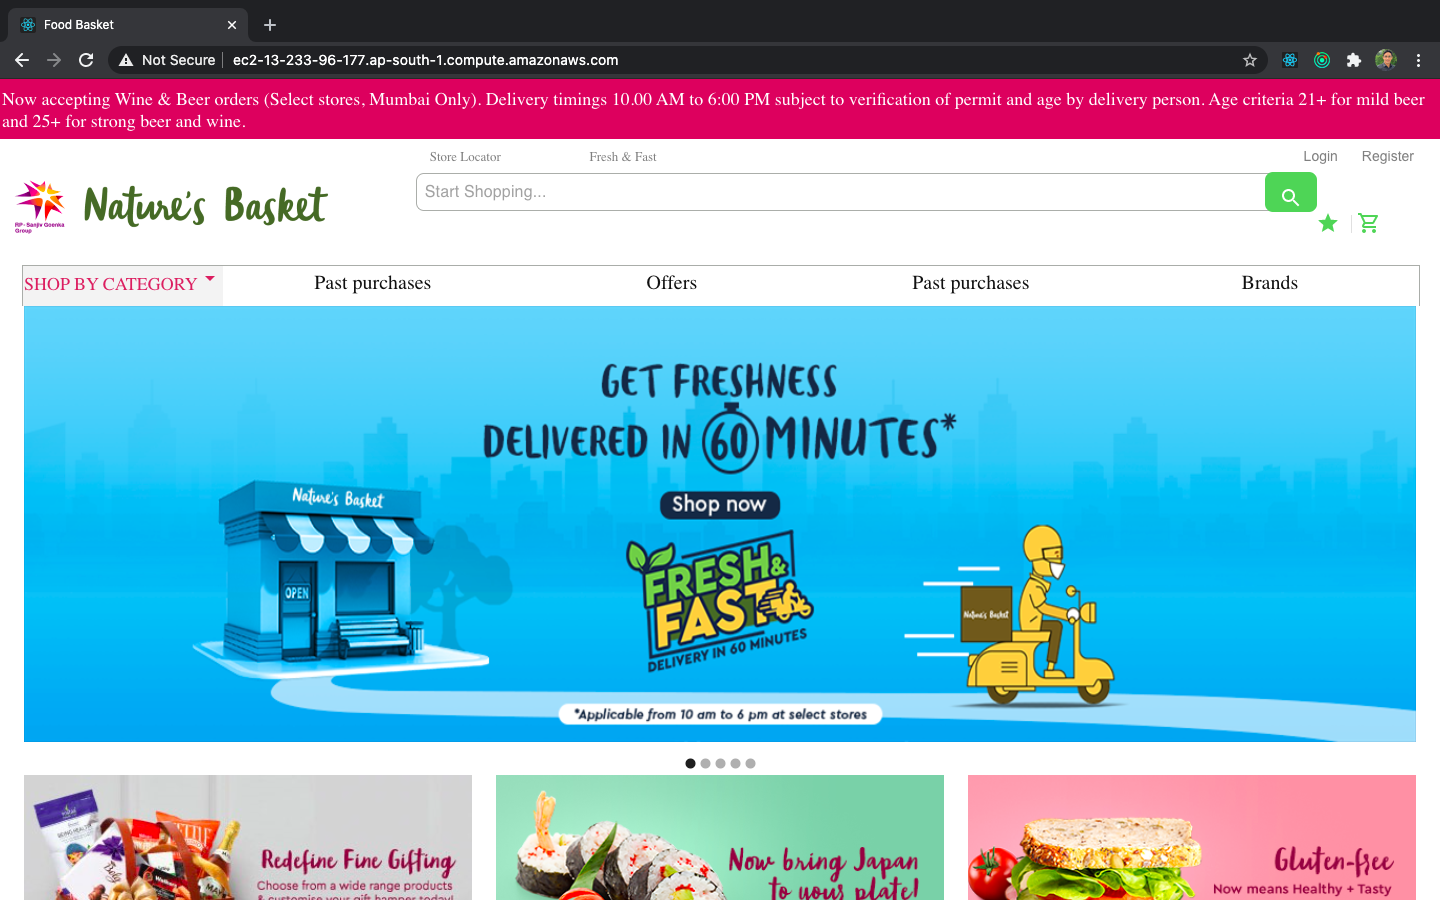 Food Basket
Not Secure
ec2-13-233-96-177.ap-south-1.compute.amazonaws.com
Now accepting Wine & Beer orders (Select stores, Mumbai Only). Delivery timings 10.00 AM to 6:00 PM subject to verification of permit and age by delivery person. Age criteria 21+ for mild beer
and 25+ for strong beer and wine.
Store Locator
Fresh & Fast
Login
Register
RP-Sanjiv Goenka
Group
Nature's Basket
Start Shopping...
SHOP BY CATEGORY
Past purchases
Offers
Past purchases
Brands
GET FRESHNESS
DELIVERED IN 60 MINUTES*
Nature's Basket
Shop now
OPEN
FRESH &
FAST
DELIVERY IN 60 MINUTES
Nature's Basket
*Applicable from 10 am to 6 pm at select stores
Redefine Fine Gifting
Choose from a wide range products
& customise your gift hamper today!
Now bring Japan
to your plate!
Gluten-free
Now means Healthy + Tasty